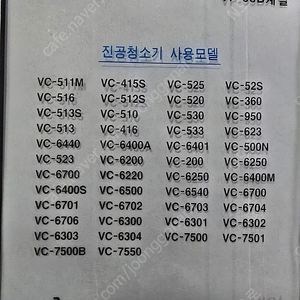 진공청소기 사용모델
VC-511M VC-415S VC-525 VC-52S
VC-516 VC-512S VC-520 VC-360
VC-513S VC-510 VC-530 VC-950
VC-513 VC-416 VC-533 VC-623
VC-6440 VC-6400A VC-6401 VC-500N
VC-523 VC-6200 VC-200 VC-6250
VC-6700 VC-6220 VC-6250 VC-6400M
VC-6400S VC-6500 VC-6540 VC-6700
VC-6701 VC-6702 VC-6703 VC-6704
VC-6706 VC-6300 VC-6301 VC-6302
VC-6303 VC-6304 VC-7500 VC-7501
VC-7500B VC-7550